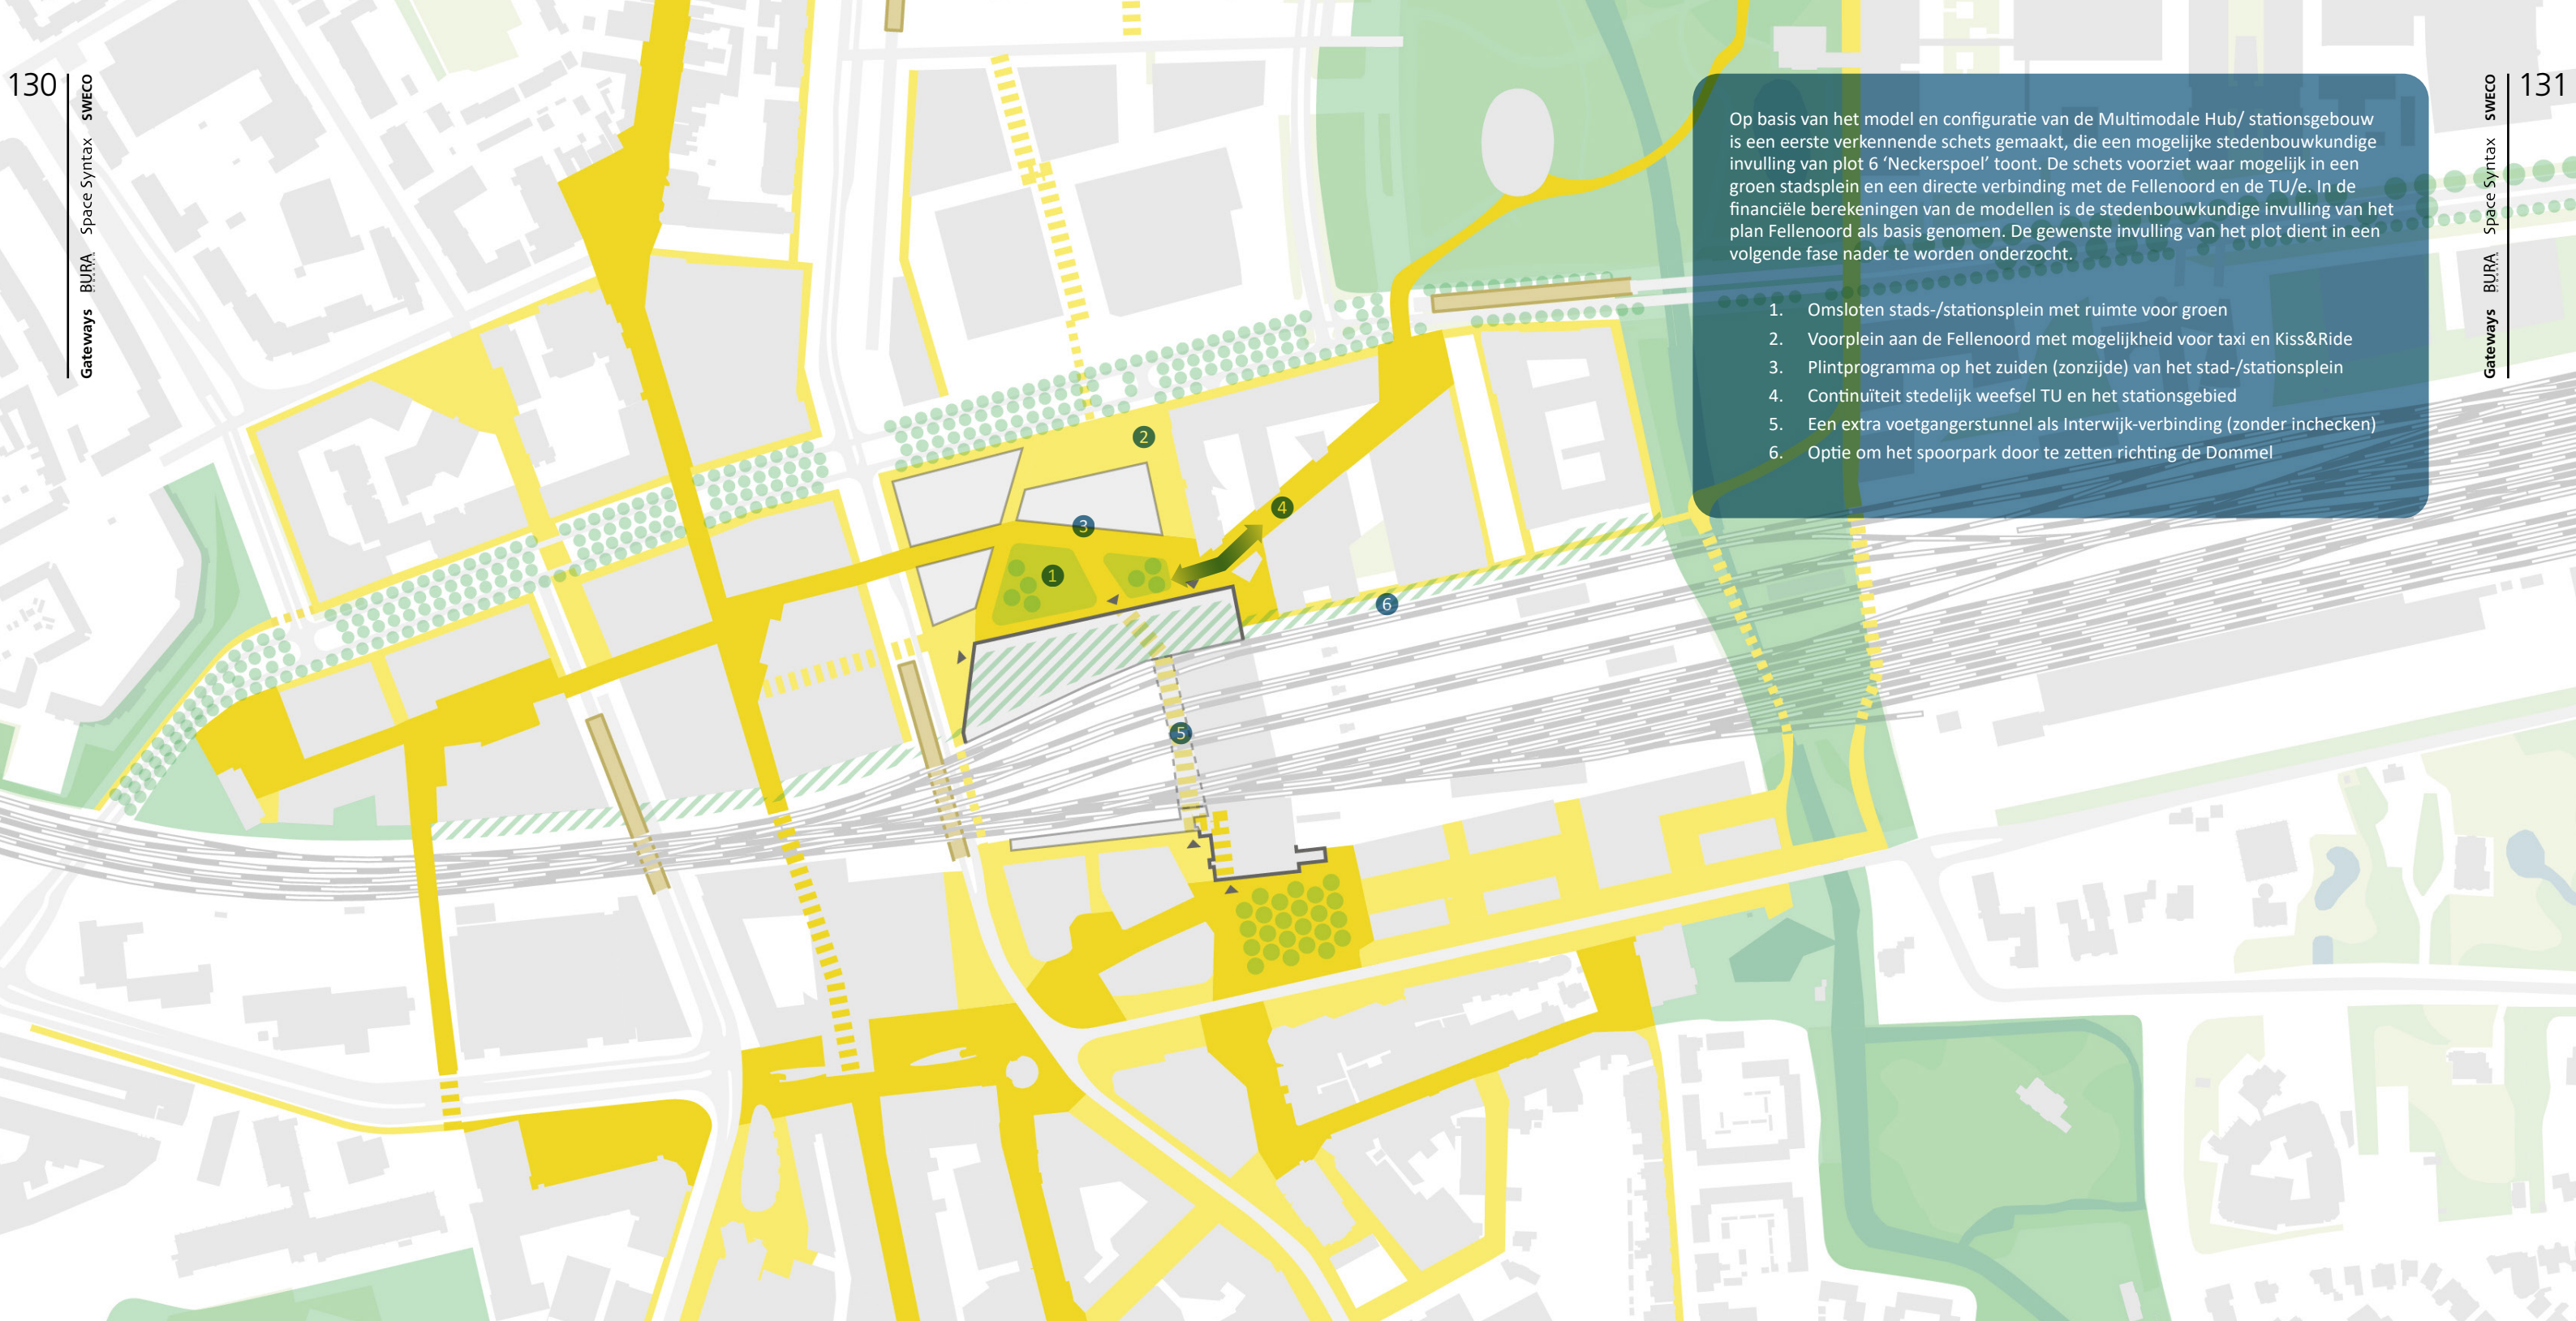 130
Gateways BURA Space Syntax SWECO
2
3
4
1
6
5
Op basis van het model en configuratie van de Multimodale Hub/ stationsgebouw
is een eerste verkennende schets gemaakt, die een mogelijke stedenbouwkundige
invulling van plot 6 ‘Neckerspoel’ toont. De schets voorziet waar mogelijk in een
groen stadsplein en een directe verbinding met de Fellenoord en de TU/e. In de
financiële berekeningen van de modellen is de stedenbouwkundige invulling van het
plan Fellenoord als basis genomen. De gewenste invulling van het plot dient in een
volgende fase nader te worden onderzocht.
1. Omsloten stads-/stationsplein met ruimte voor groen
2. Voorplein aan de Fellenoord met mogelijkheid voor taxi en Kiss&Ride
3. Plintprogramma op het zuiden (zonzijde) van het stad-/stationsplein
4. Continuïteit stedelijk weefsel TU en het stationsgebied
5. Een extra voetgangerstunnel als Interwijk-verbinding (zonder inchecken)
6. Optie om het spoorpark door te zetten richting de Dommel
131
Gateways BURA Space Syntax SWECO